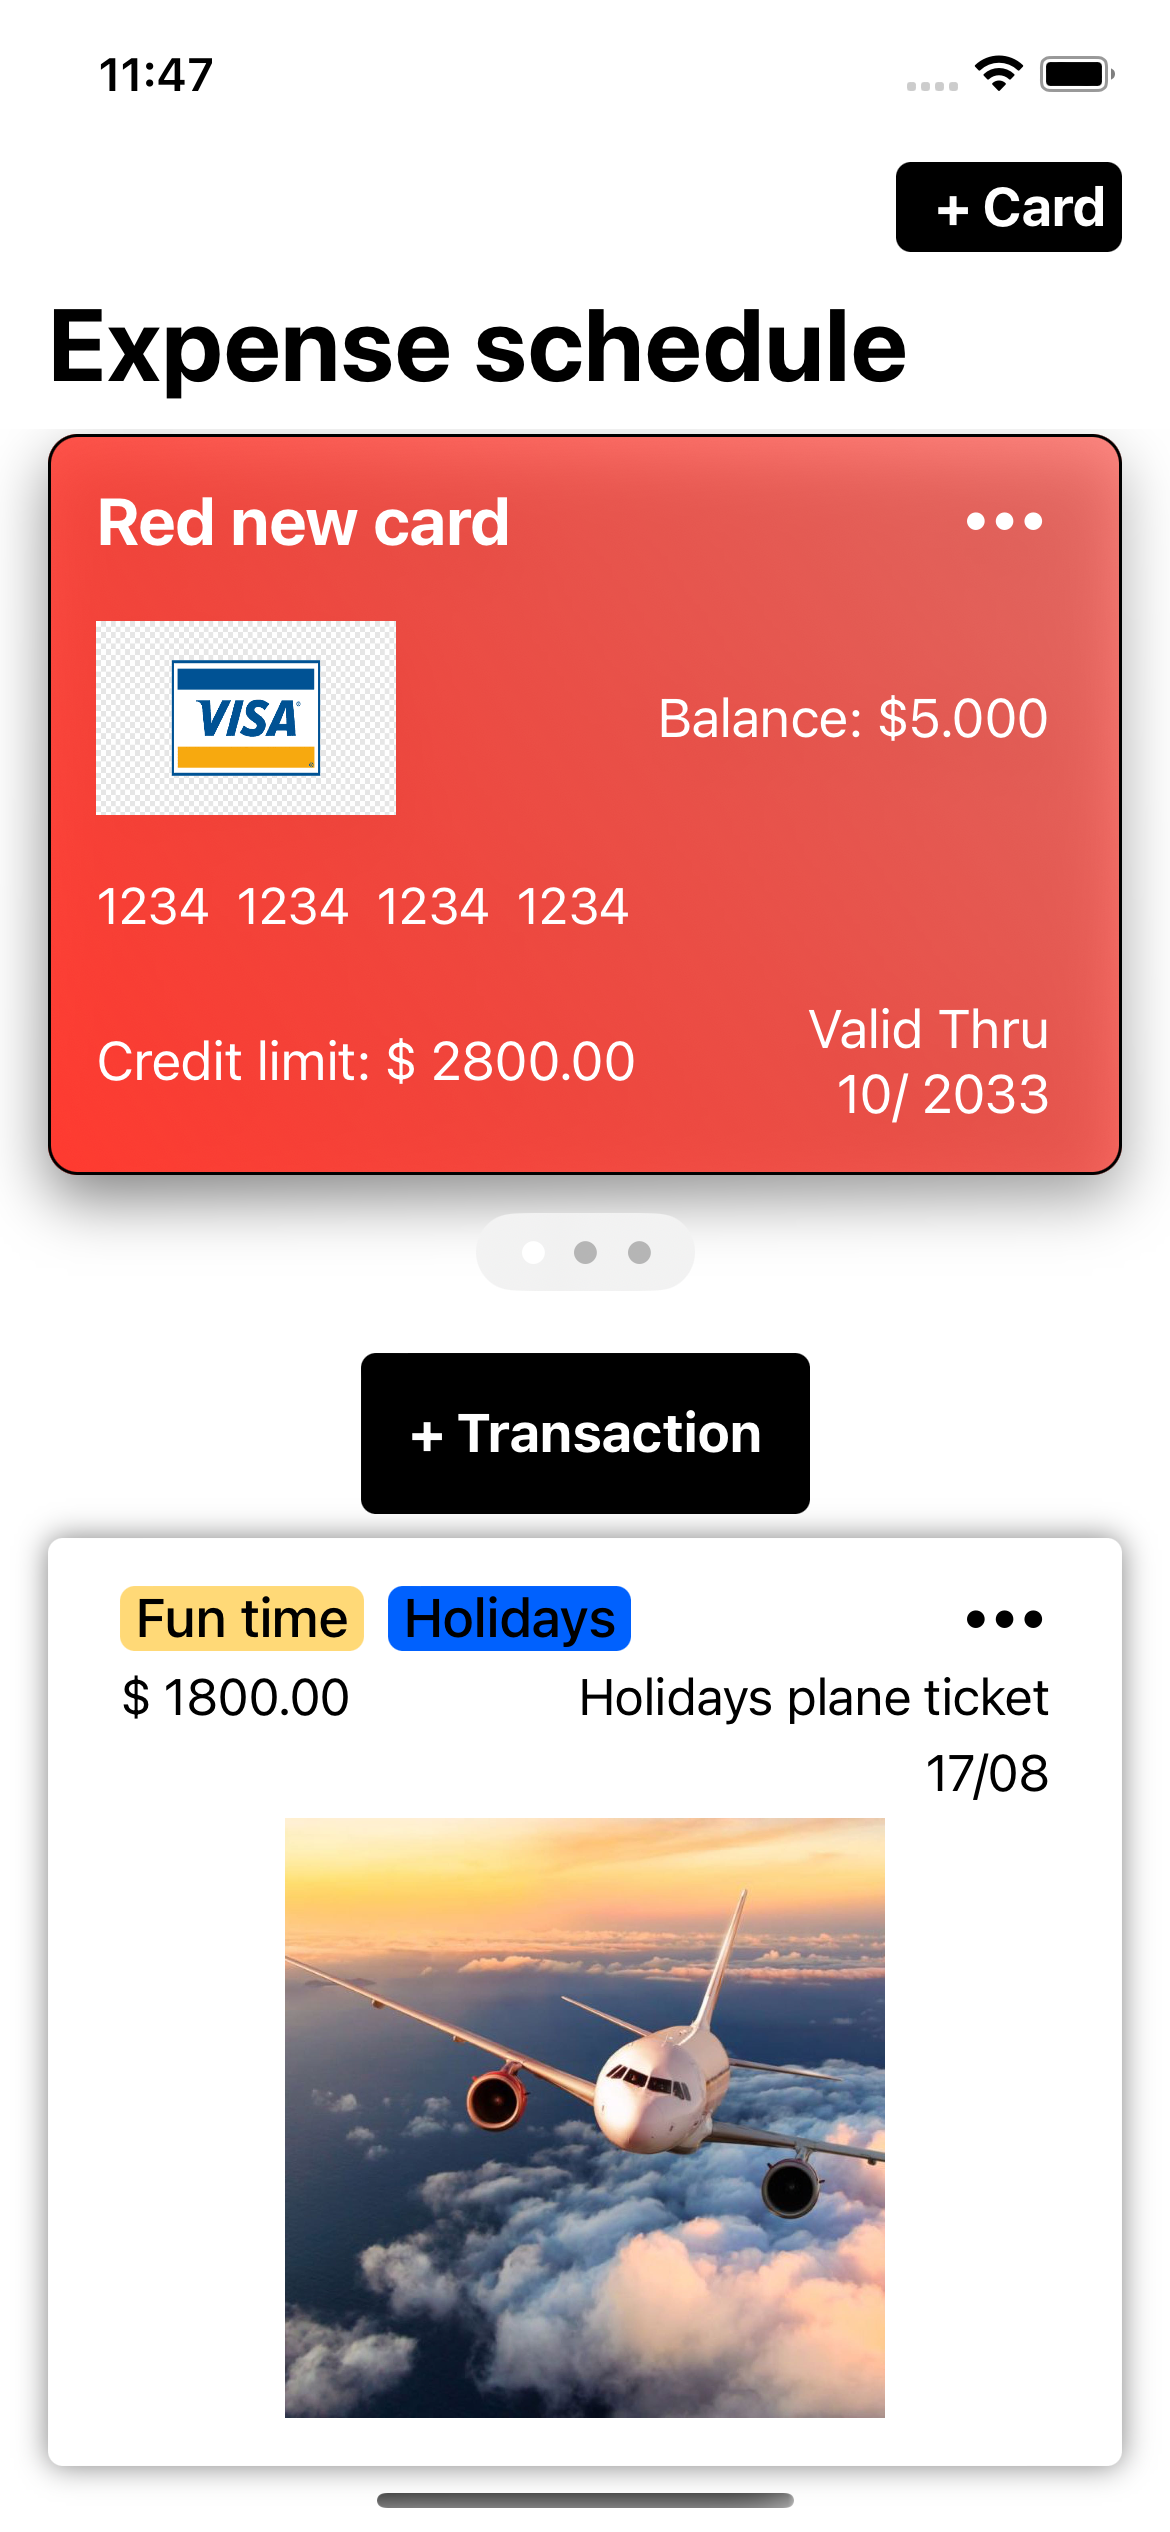 11:47
+ Card
Expense schedule
Red new card
VISA
Balance: $5.000
1234 1234 1234 1234
Credit limit: $ 2800.00
Valid Thru
10/ 2033
+ Transaction
Fun time Holidays
$ 1800.00 Holidays plane ticket
17/08